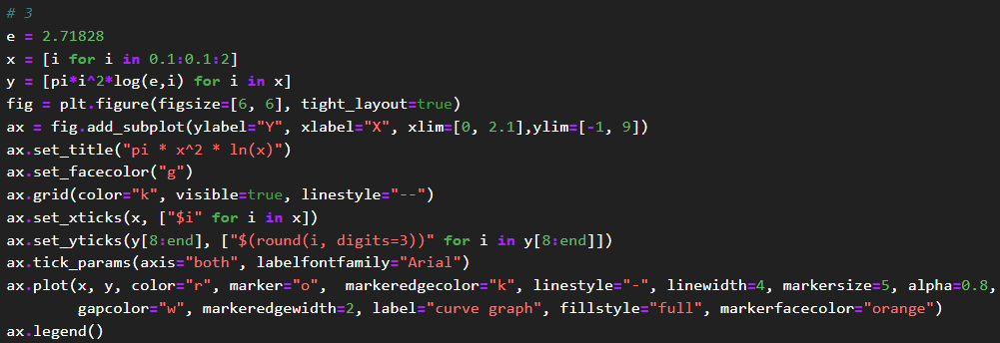 # 3
e = 2.71828
x = [i for i in 0.1:0.1:2]
y = [pi*i^2*log(e,i) for i in x]
fig = plt.figure(figsize=[6, 6], tight_layout=true)
ax = fig.add_subplot(ylabel="Y", xlabel="X", xlim=[0, 2.1],ylim=[-1, 9])
ax.set_title("pi * x^2 * ln(x)")
ax.set_facecolor("g")
ax.grid(color="k", visible=true, linestyle="--")
ax.set_xticks(x, ["$i" for i in x])
ax.set_yticks(y[8:end], ["$(round(i, digits=3))" for i in y[8:end]])
ax.tick_params(axis="both", labelfontfamily="Arial")
ax.plot(x, y, color="r", marker="o",  markeredgecolor="k", linestyle="-", linewidth=4, markersize=5, alpha=0.8,
        gapcolor="w", markeredgewidth=2, label="curve graph", fillstyle="full", markerfacecolor="orange")
ax.legend()